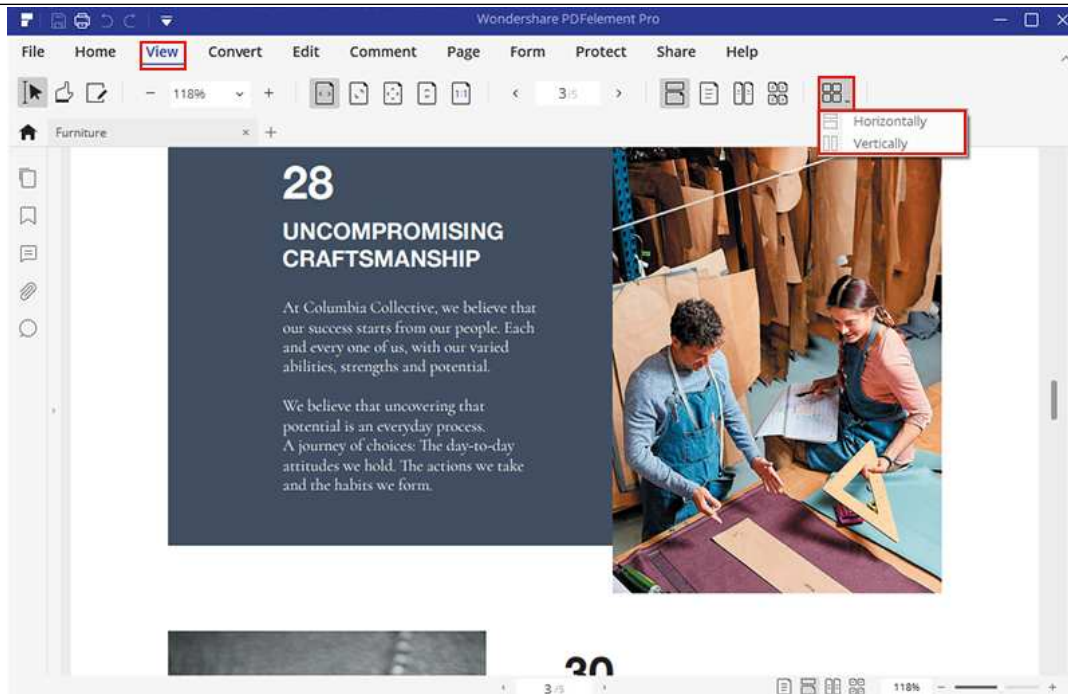 Wondershare PDFelement Pro
File Home View Convert Edit Comment Page Form Protect Share Help
118% 1:1 3/5
Horizontally
Vertically
Furniture
28
UNCOMPROMISING
CRAFTSMANSHIP
At Columbia Collective, we believe that
our success starts from our people. Each
and every one of us, with our varied
abilities, strengths and potential.
We believe that uncovering that
potential is an everyday process.
A journey of choices: The day-to-day
attitudes we hold. The actions we take
and the habits we form.
30
3/5 118%